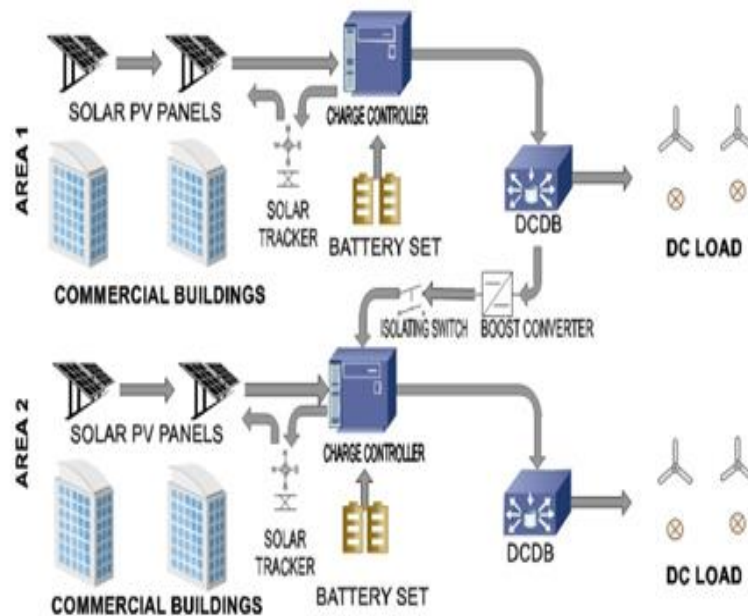 AREA 1
SOLAR PV PANELS
CHARGE CONTROLLER
SOLAR
TRACKER
BATTERY SET
DCDB
DC LOAD
COMMERCIAL BUILDINGS
ISOLATING SWITCH
BOOST CONVERTER
AREA 2
SOLAR PV PANELS
CHARGE CONTROLLER
SOLAR
TRACKER
BATTERY SET
DCDB
DC LOAD
COMMERCIAL BUILDINGS